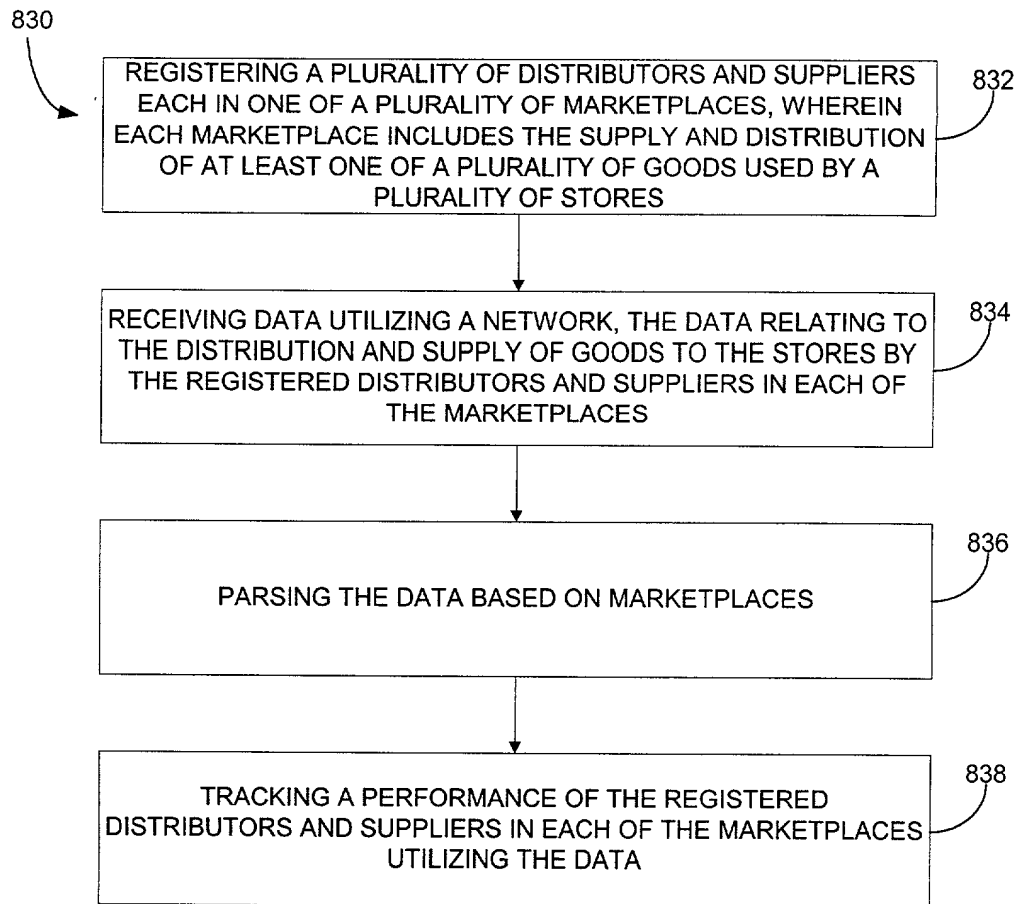 830
REGISTERING A PLURALITY OF DISTRIBUTORS AND SUPPLIERS
EACH IN ONE OF A PLURALITY OF MARKETPLACES, WHEREIN
EACH MARKETPLACE INCLUDES THE SUPPLY AND DISTRIBUTION
OF AT LEAST ONE OF A PLURALITY OF GOODS USED BY A
PLURALITY OF STORES
832
RECEIVING DATA UTILIZING A NETWORK, THE DATA RELATING TO
THE DISTRIBUTION AND SUPPLY OF GOODS TO THE STORES BY
THE REGISTERED DISTRIBUTORS AND SUPPLIERS IN EACH OF
THE MARKETPLACES
834
PARSING THE DATA BASED ON MARKETPLACES
836
TRACKING A PERFORMANCE OF THE REGISTERED
DISTRIBUTORS AND SUPPLIERS IN EACH OF THE MARKETPLACES
UTILIZING THE DATA
838